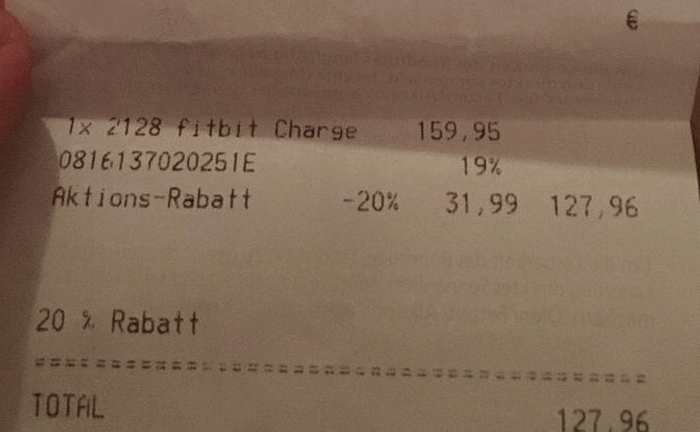 €
1x 2128 fitbit Charge 159,95
0816137020251E 19%
Aktions-Rabatt -20% 31,99 127,96
20 % Rabatt
TOTAL 127,96